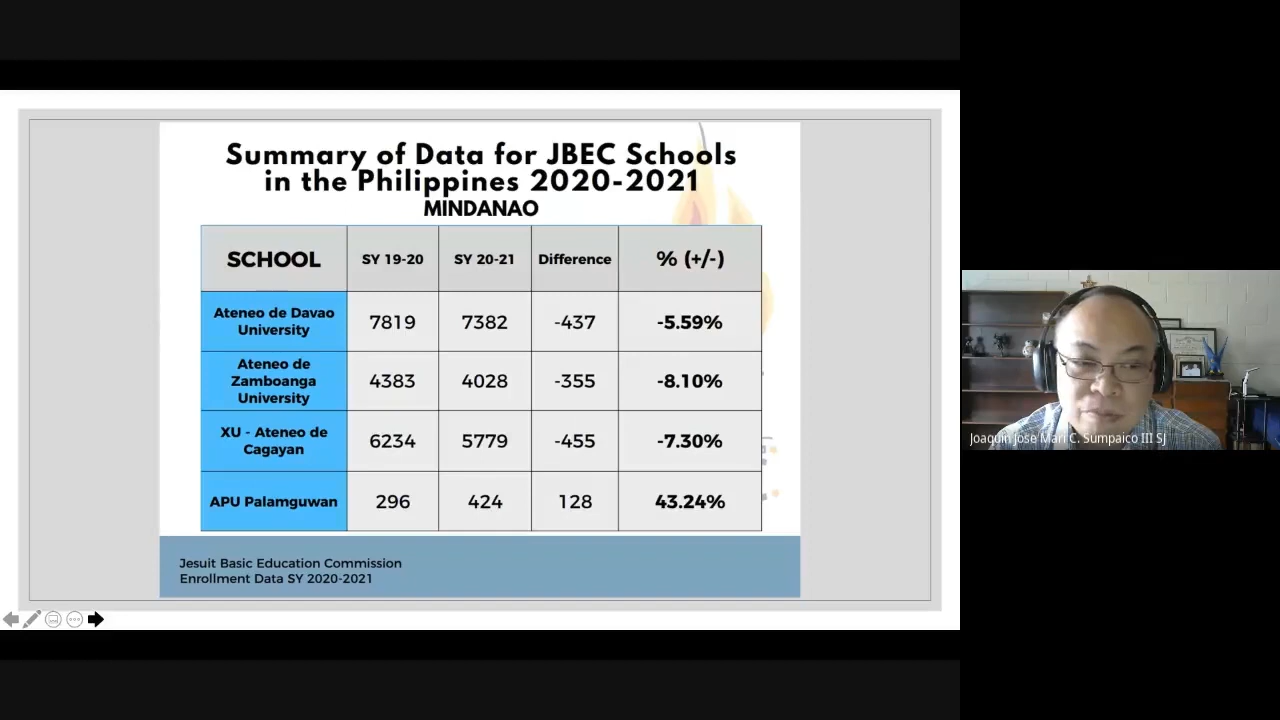 Summary of Data for JBEC Schools
in the Philippines 2020-2021
MINDANAO
SCHOOL SY 19-20 SY 20-21 Difference % (+/-)
Ateneo de Davao
University
7819 7382 -437 -5.59%
Ateneo de
Zamboanga
University
4383 4028 -355 -8.10%
XU - Ateneo de
Cagayan
6234 5779 -455 -7.30%
APU Palamguwan 296 424 128 43.24%
Jesuit Basic Education Commission
Enrollment Data SY 2020-2021
Joaquin Jose Mari C. Sumpaico III SJ